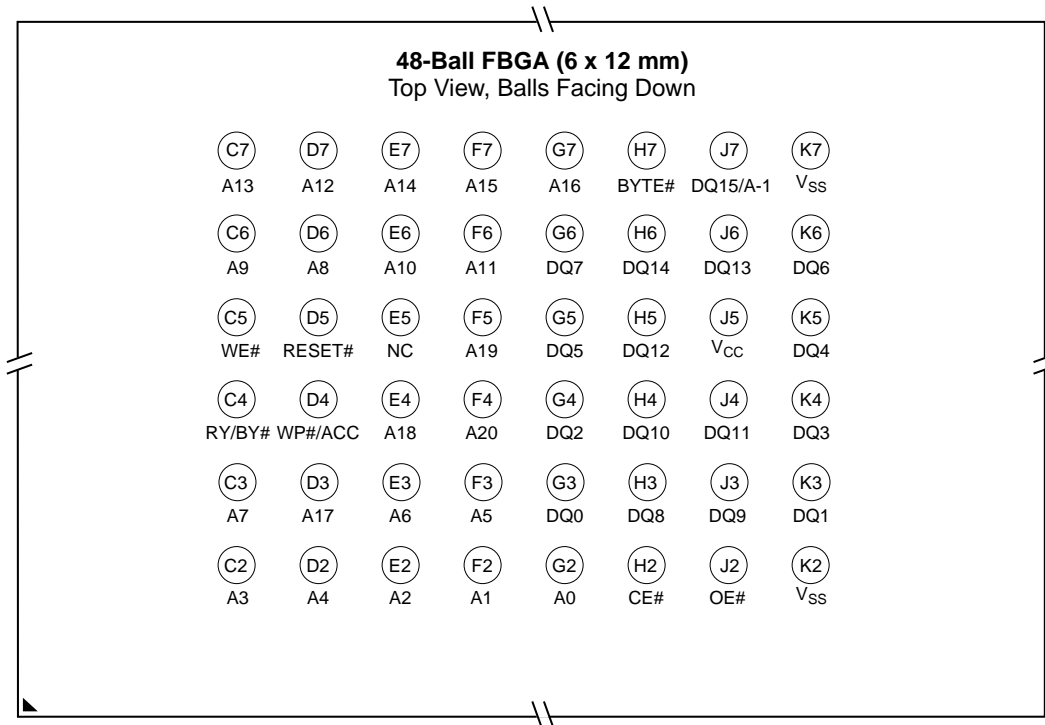 48-Ball FBGA (6 x 12 mm)
Top View, Balls Facing Down
C7 D7 E7 F7 G7 H7 J7 K7
A13 A12 A14 A15 A16 BYTE# DQ15/A-1 VSS
C6 D6 E6 F6 G6 H6 J6 K6
A9 A8 A10 A11 DQ7 DQ14 DQ13 DQ6
C5 D5 E5 F5 G5 H5 J5 K5
WE# RESET# NC A19 DQ5 DQ12 VCC DQ4
C4 D4 E4 F4 G4 H4 J4 K4
RY/BY# WP#/ACC A18 A20 DQ2 DQ10 DQ11 DQ3
C3 D3 E3 F3 G3 H3 J3 K3
A7 A17 A6 A5 DQ0 DQ8 DQ9 DQ1
C2 D2 E2 F2 G2 H2 J2 K2
A3 A4 A2 A1 A0 CE# OE# VSS